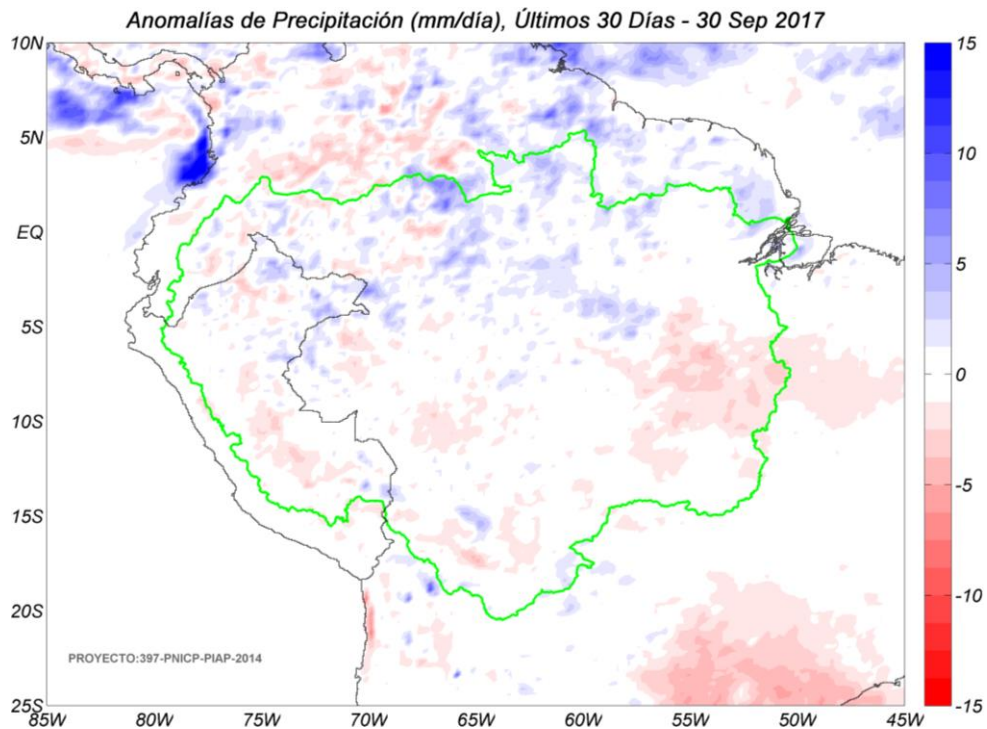 Anomalías de Precipitación (mm/día), Últimos 30 Días - 30 Sep 2017
10N
5N
EQ
5S
10S
15S
20S
25S
PROYECTO:397-PNICP-PIAP-2014
85W 80W 75W 70W 65W 60W 55W 50W 45W
15
10
5
0
-5
-10
-15